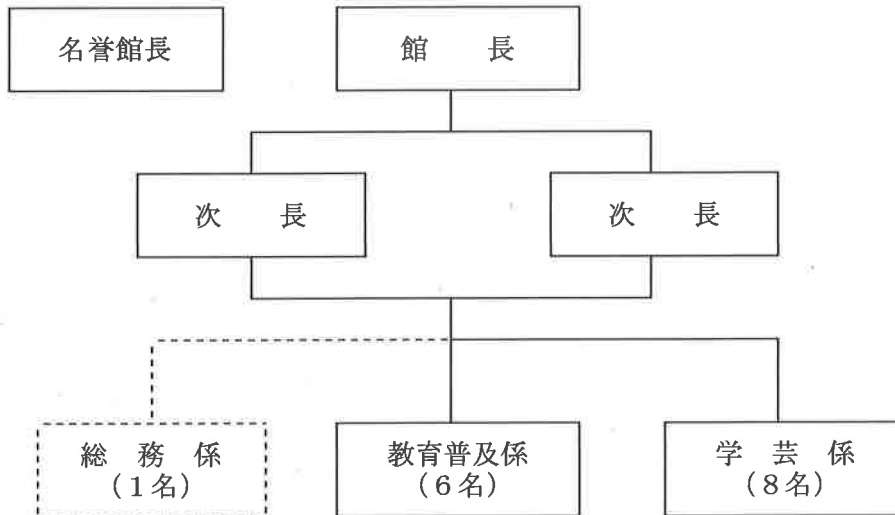 名誉館長
館　　長
次　　長
次　　長
総　務　係
（１名）
教育普及係
（６名）
学　芸　係
（８名）